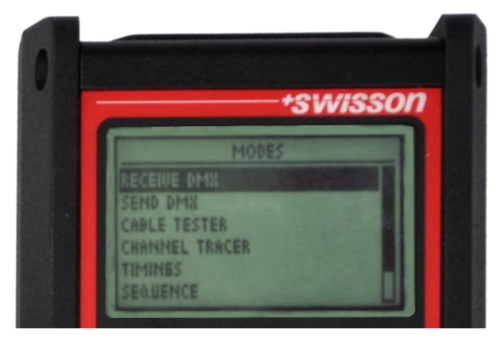 +swisson
MODES
RECEIVE DMX
SEND DMX
CABLE TESTER
CHANNEL TRACER
TIMINGS
SEQUENCE